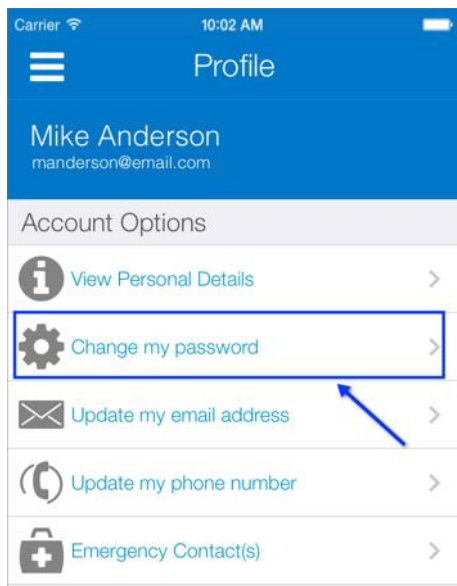 Carrier 10:02 AM
Profile
Mike Anderson
manderson@email.com
Account Options
View Personal Details
Change my password
Update my email address
Update my phone number
Emergency Contact(s)